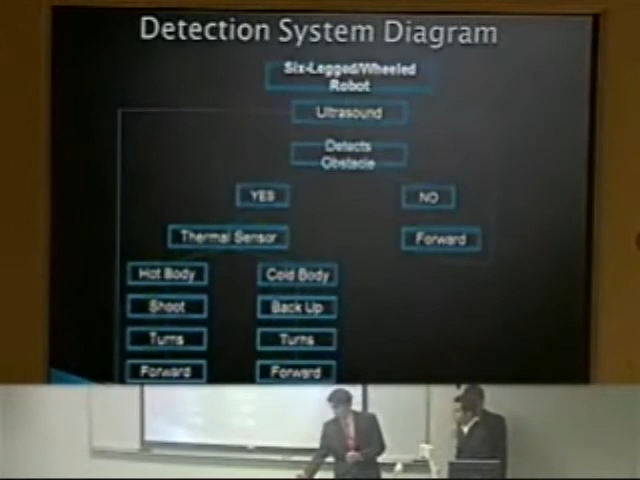 Detection System Diagram
Six-Legged/Wheeled
Robot
Ultrasound
Detects
Obstacle
YES
NO
Thermal Sensor
Forward
Hot Body
Cold Body
Shoot
Back Up
Turns
Turns
Forward
Forward